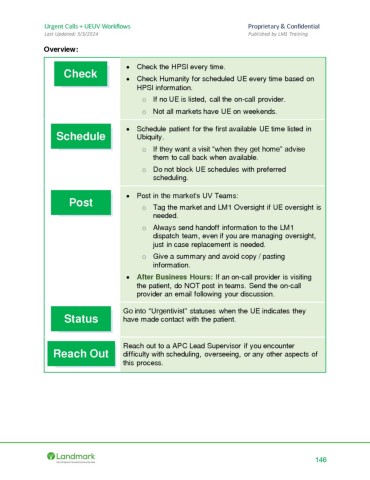 Urgent Calls + UEUV Workflows
Proprietary & Confidential
Last Updated: 5/3/2024
Published by LM1 Training
Overview:
Check
• Check the HPSI every time.
• Check Humanity for scheduled UE every time based on
HPSI information.
o If no UE is listed, call the on-call provider.
o Not all markets have UE on weekends.
Schedule
• Schedule patient for the first available UE time listed in
Ubiquity.
o If they want a visit “when they get home” advise
them to call back when available.
o Do not block UE schedules with preferred
scheduling.
Post
• Post in the market's UV Teams:
o Tag the market and LM1 Oversight if UE oversight is
needed.
o Always send handoff information to the LM1
dispatch team, even if you are managing oversight,
just in case replacement is needed.
o Give a summary and avoid copy / pasting
information.
• After Business Hours: If an on-call provider is visiting
the patient, do NOT post in teams. Send the on-call
provider an email following your discussion.
Status
Go into “Urgentivist” statuses when the UE indicates they
have made contact with the patient.
Reach Out
Reach out to a APC Lead Supervisor if you encounter
difficulty with scheduling, overseeing, or any other aspects of
this process.
Landmark
146